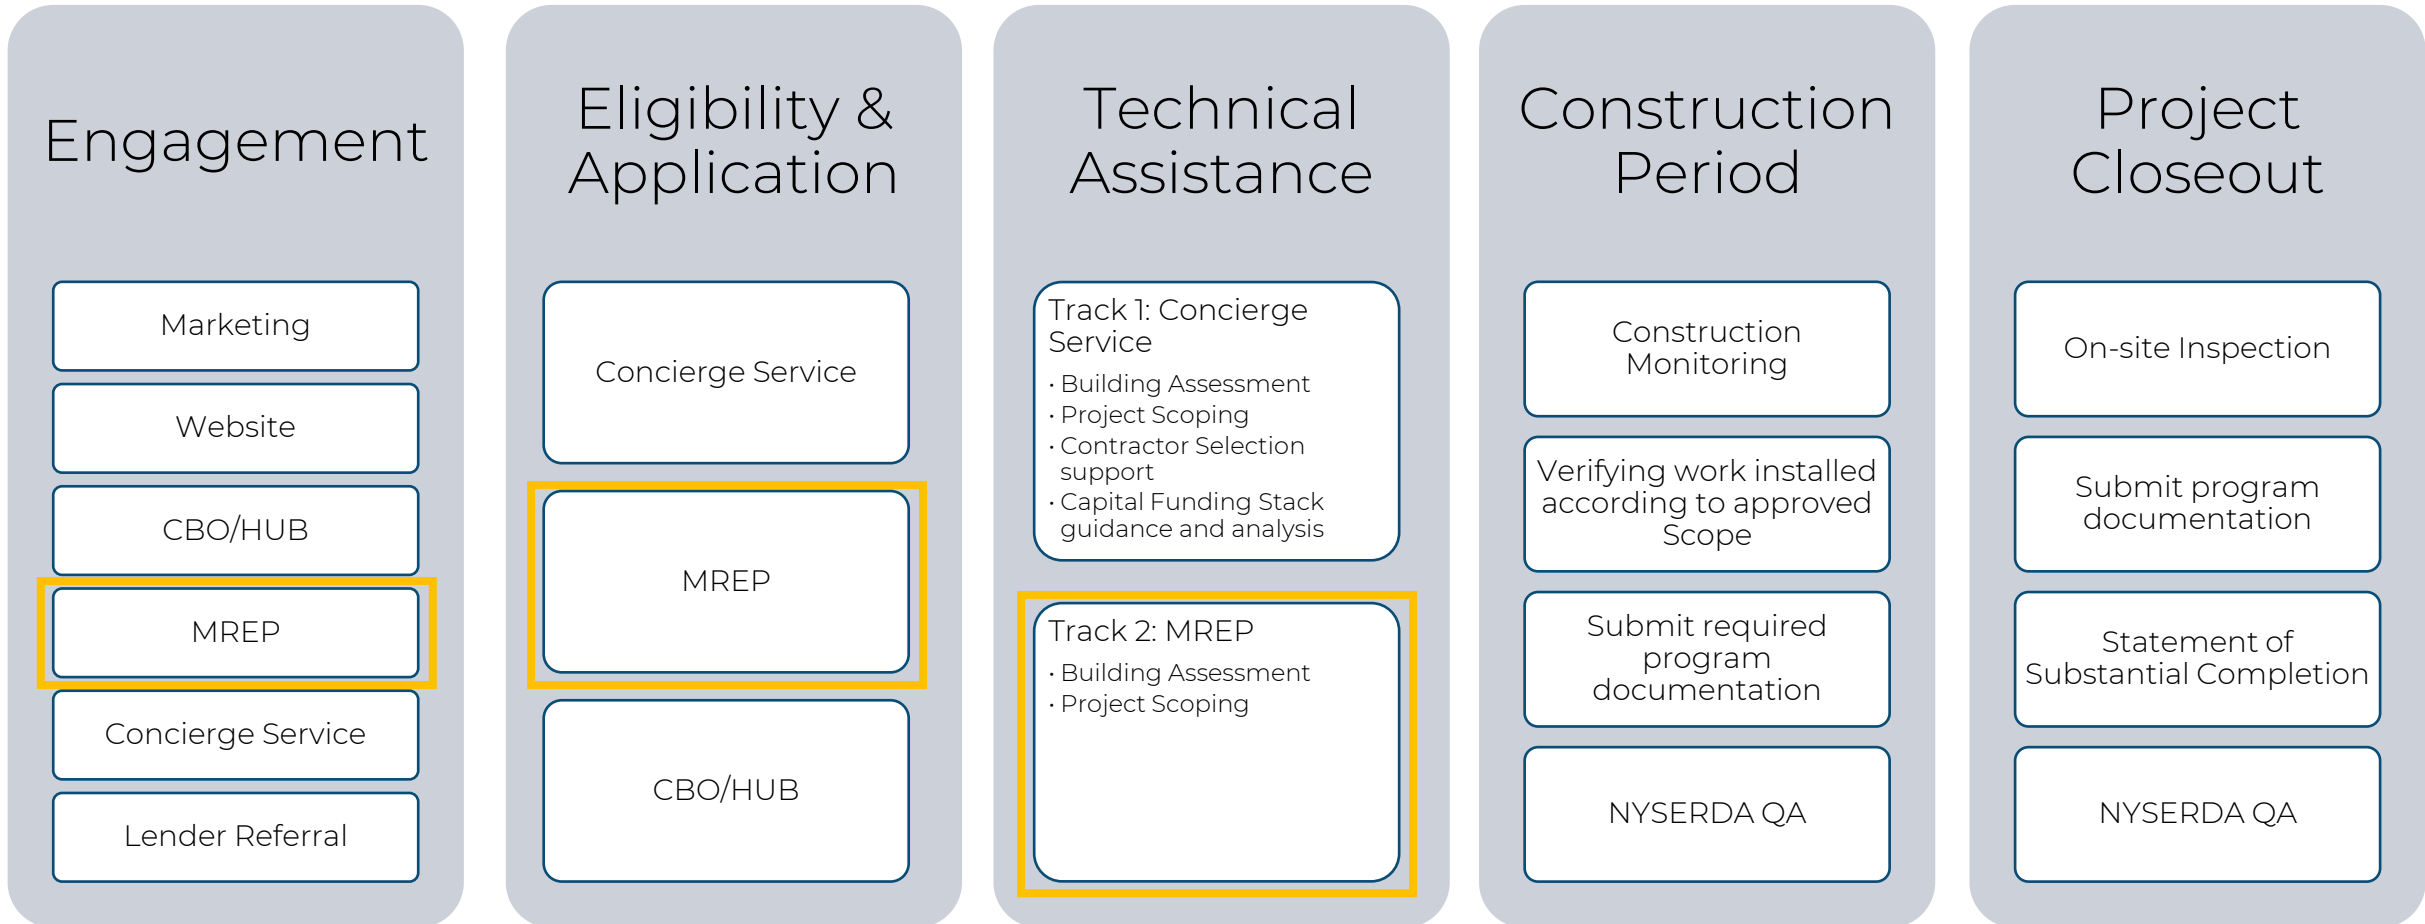 Engagement
Marketing
Website
CBO/HUB
MREP
Concierge Service
Lender Referral
Eligibility &
Application
Concierge Service
MREP
CBO/HUB
Technical
Assistance
Track 1: Concierge
Service
· Building Assessment
· Project Scoping
· Contractor Selection
support
· Capital Funding Stack
guidance and analysis
Track 2: MREP
· Building Assessment
· Project Scoping
Construction
Period
Construction
Monitoring
Verifying work installed
according to approved
Scope
Submit required
program
documentation
NYSERDA QA
Project
Closeout
On-site Inspection
Submit program
documentation
Statement of
Substantial Completion
NYSERDA QA